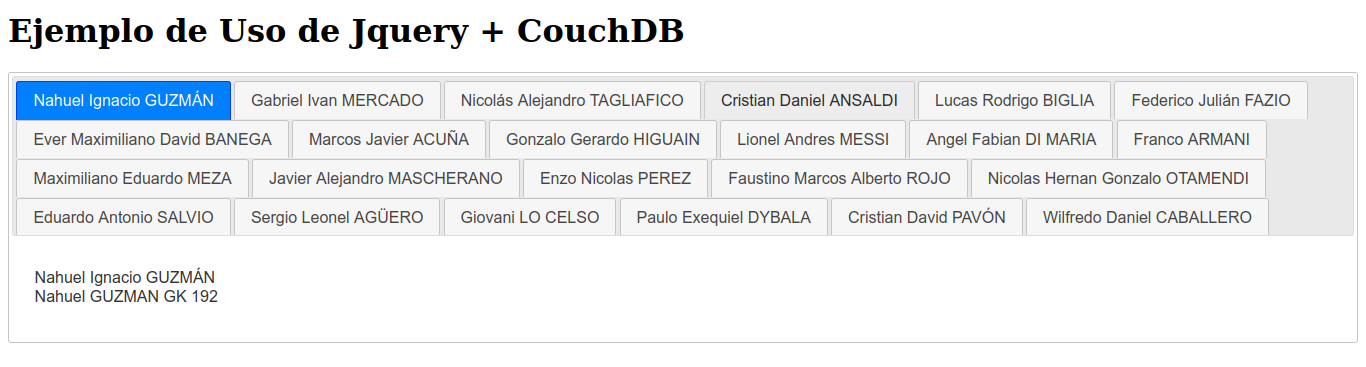 Ejemplo de Uso de Jquery + CouchDB
Nahuel Ignacio GUZMÁN Gabriel Ivan MERCADO Nicolás Alejandro TAGLIAFICO Cristian Daniel ANSALDI Lucas Rodrigo BIGLIA Federico Julián FAZIO
Ever Maximiliano David BANEGA Marcos Javier ACUÑA Gonzalo Gerardo HIGUAIN Lionel Andres MESSI Angel Fabian DI MARIA Franco ARMANI
Maximiliano Eduardo MEZA Javier Alejandro MASCHERANO Enzo Nicolas PEREZ Faustino Marcos Alberto ROJO Nicolas Hernan Gonzalo OTAMENDI
Eduardo Antonio SALVIO Sergio Leonel AGÜERO Giovani LO CELSO Paulo Exequiel DYBALA Cristian David PAVÓN Wilfredo Daniel CABALLERO
Nahuel Ignacio GUZMÁN
Nahuel GUZMAN GK 192